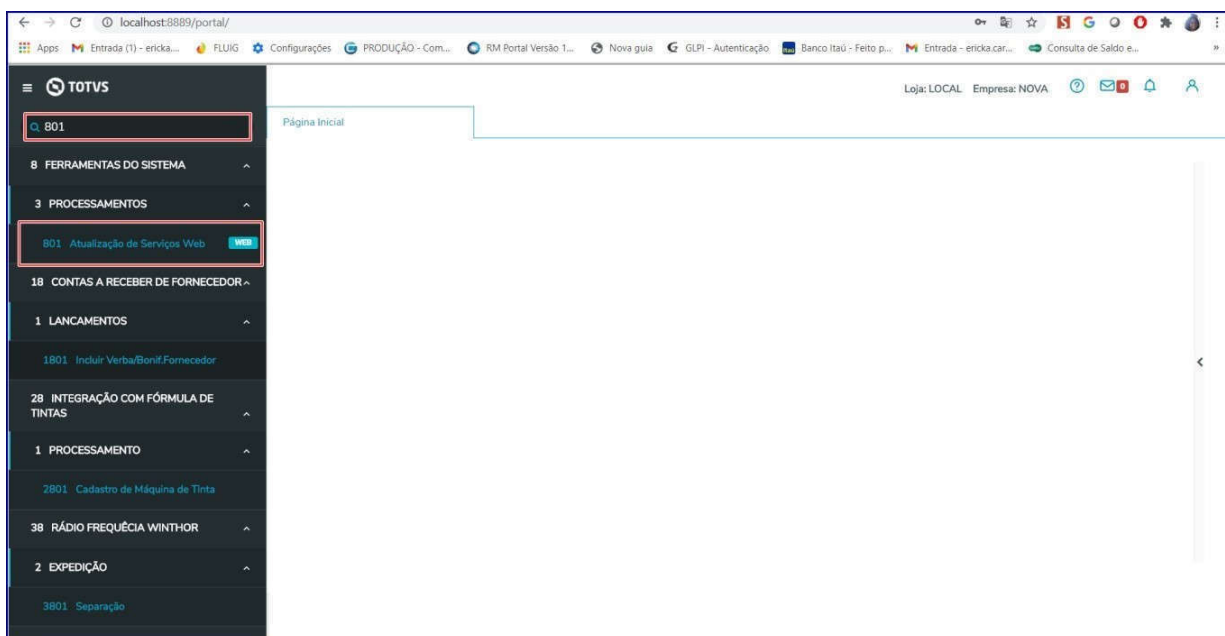 localhost:8889/portal/
Apps Entrada (1) - ericka.... FLUIG Configurações PRODUÇÃO - Com... RM Portal Versão 1... Nova guia GLPI - Autenticação Banco Itaú - Feito p... Entrada - ericka.car... Consulta de Saldo e... »
TOTVS
Loja: LOCAL Empresa: NOVA 0
801
Página Inicial
8 FERRAMENTAS DO SISTEMA
3 PROCESSAMENTOS
801 Atualização de Serviços Web WEB
18 CONTAS A RECEBER DE FORNECEDOR
1 LANCAMENTOS
1801 Incluir Verba/Bonif.Fornecedor
28 INTEGRAÇÃO COM FÓRMULA DE
TINTAS
1 PROCESSAMENTO
2801 Cadastro de Máquina de Tinta
38 RÁDIO FREQUÊCIA WINTHOR
2 EXPEDIÇÃO
3801 Separação